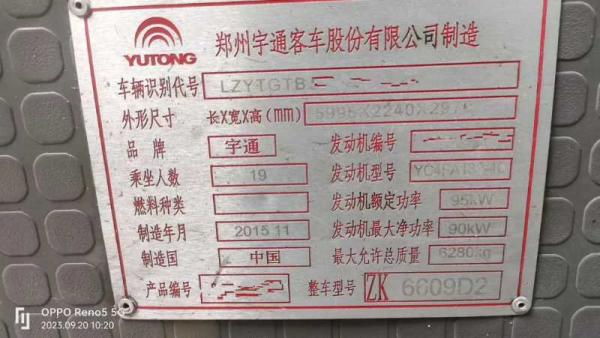 YUTONG
郑州宇通客车股份有限公司制造
车辆识别代号 LZYTGTB
外形尺寸 长X宽X高(mm) 5995X2240X297
品牌 宇通 发动机编号
乘坐人数 19 发动机型号
燃料种类 发动机额定功率 95kW
制造年月 2015 11 发动机最大净功率 90kW
制造国 中国 最大允许总质量 6280kg
产品编号 整车型号 ZK 6609D2
OPPO Reno5 5G
2023.09.20 10:20